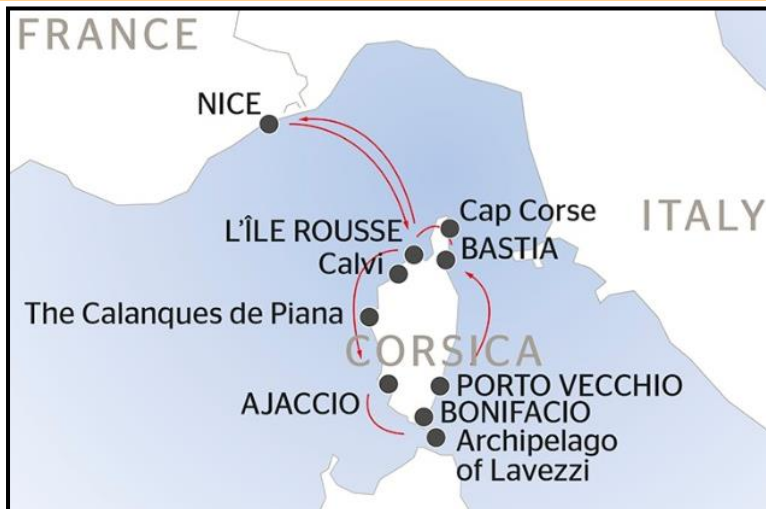 FRANCE
NICE
Cap Corse
ITALY
L'ÎLE ROUSSE
BASTIA
Calvi
The Calanques de Piana
CORSICA
PORTO VECCHIO
AJACCIO
BONIFACIO
Archipelago
of Lavezzi